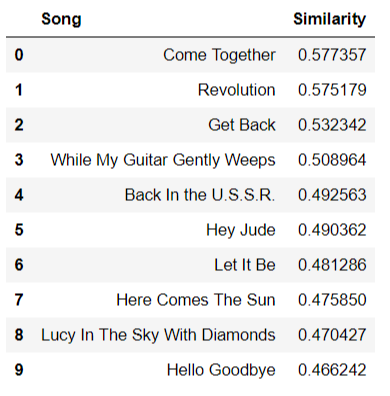 Song Similarity
0 Come Together 0.577357
1 Revolution 0.575179
2 Get Back 0.532342
3 While My Guitar Gently Weeps 0.508964
4 Back In the U.S.S.R. 0.492563
5 Hey Jude 0.490362
6 Let It Be 0.481286
7 Here Comes The Sun 0.475850
8 Lucy In The Sky With Diamonds 0.470427
9 Hello Goodbye 0.466242